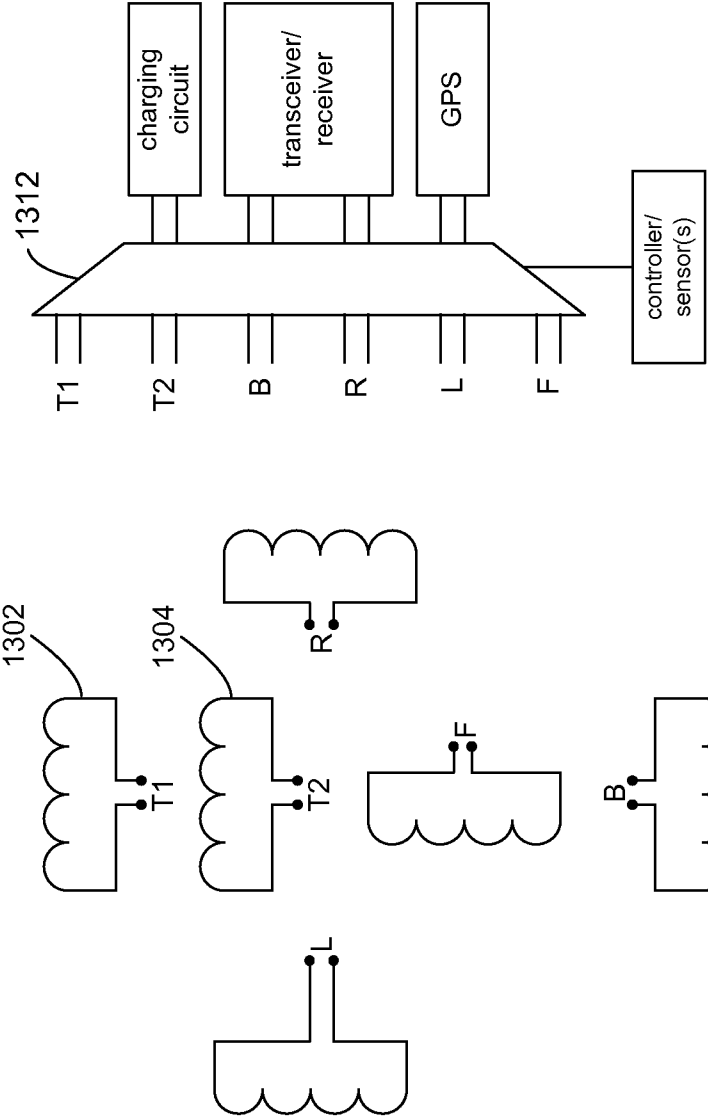 1312
charging
circuit
transceiver/
receiver
GPS
controller/
sensor(s)
T1
T2
B
R
L
F
1302
1304
T1
T2
R
F
L
B